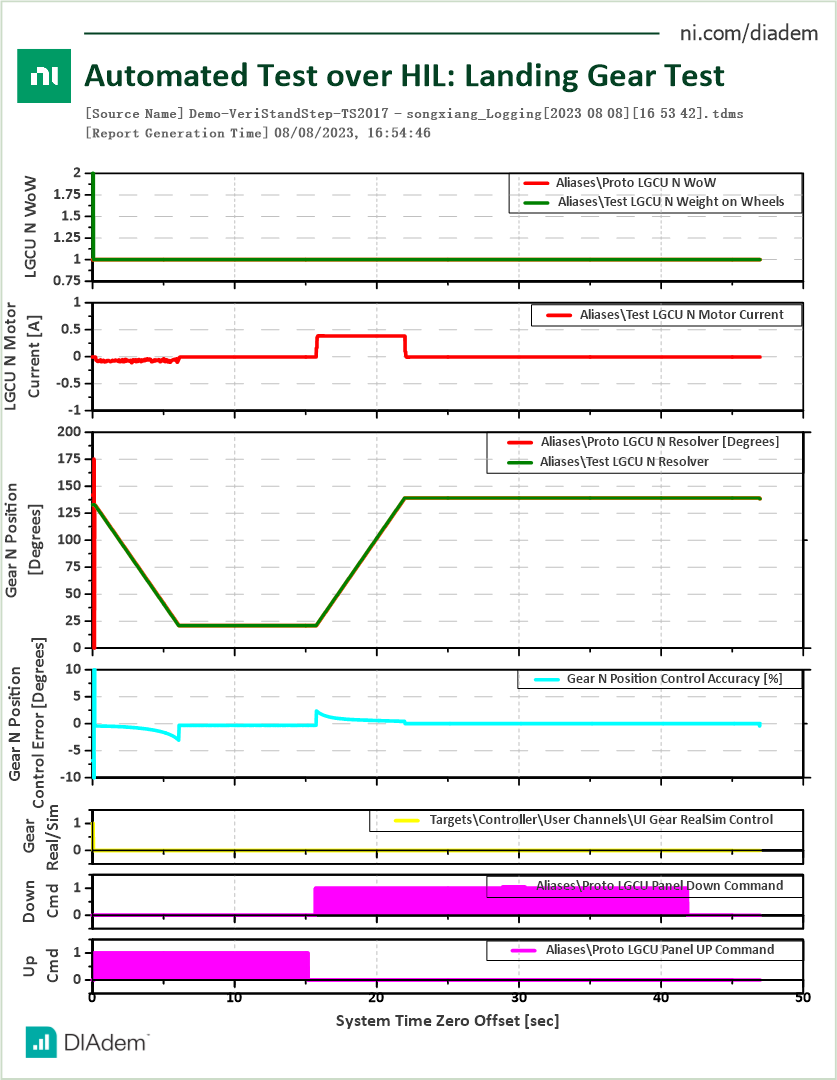 ni.com/diadem
ni
Automated Test over HIL: Landing Gear Test
[Source Name] Demo-VeriStandStep-TS2017 - songxiang_Logging[2023 08 08][16 53 42].tdms
[Report Generation Time] 08/08/2023, 16:54:46
LGCU N WoW
2
1.75
1.5
1.25
1
0.75
Aliases\Proto LGCU N WoW
Aliases\Test LGCU N Weight on Wheels
LGCU N Motor
Current [A]
1
0.5
0
-0.5
-1
Aliases\Test LGCU N Motor Current
Gear N Position
[Degrees]
200
175
150
125
100
75
50
25
0
Aliases\Proto LGCU N Resolver [Degrees]
Aliases\Test LGCU N Resolver
Gear N Position
Control Error [Degrees]
10
5
0
-5
-10
Gear N Position Control Accuracy [%]
Gear
Real/Sim
1
0
Targets\Controller\User Channels\UI Gear RealSim Control
Down
Cmd
1
0
Aliases\Proto LGCU Panel Down Command
Up
Cmd
1
0
Aliases\Proto LGCU Panel UP Command
0 10 20 30 40 50
System Time Zero Offset [sec]
DIAdem™